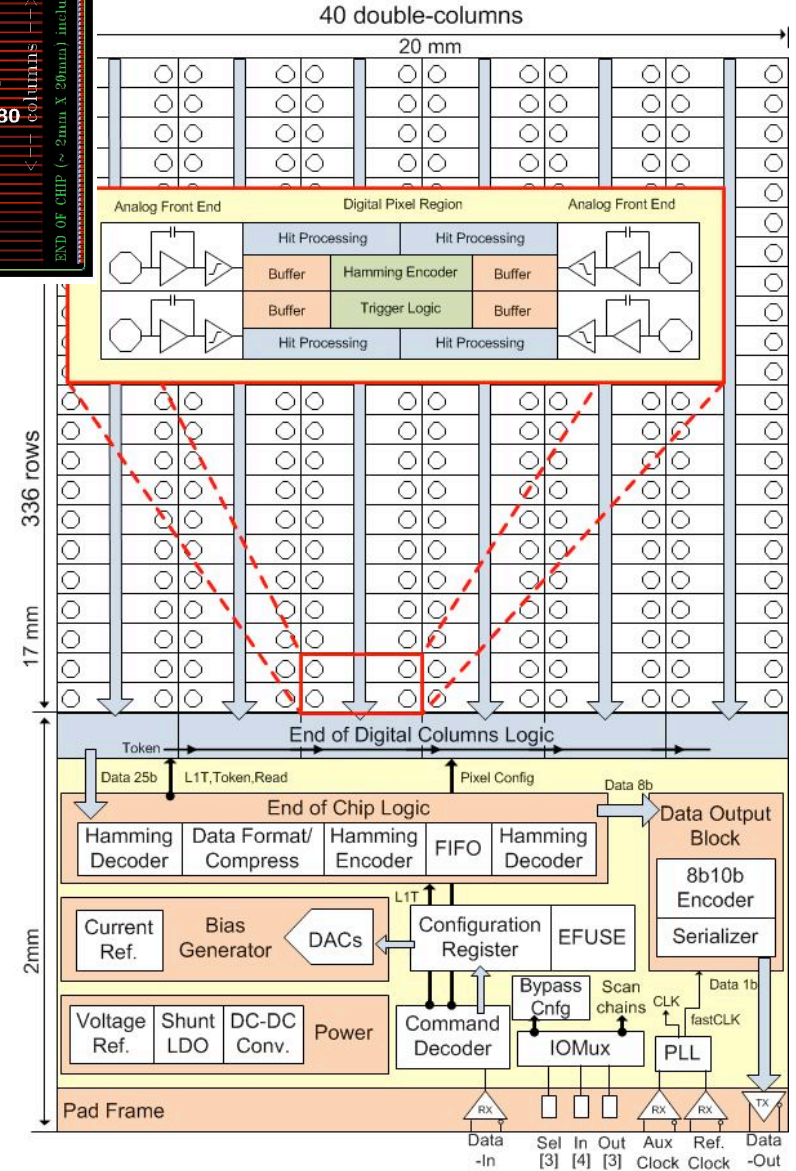 40 double-columns
20 mm
<-- columns -->
30
END OF CHIP (~ 2mm X 20mm) inclu
Analog Front End
Digital Pixel Region
Analog Front End
Hit Processing
Hit Processing
Buffer
Hamming Encoder
Buffer
Buffer
Trigger Logic
Buffer
Hit Processing
Hit Processing
336 rows
17 mm
End of Digital Columns Logic
Token
Data 25b
L1T,Token,Read
Pixel Config
Data 8b
End of Chip Logic
Hamming
Decoder
Data Format/
Compress
Hamming
Encoder
FIFO
Hamming
Decoder
Data Output
Block
8b10b
Encoder
Serializer
L1T
2mm
Current
Ref.
Bias
Generator
DACs
Configuration
Register
EFUSE
Data 1b
Bypass
Cnfg
Scan
chains
CLK
fastCLK
Voltage
Ref.
Shunt
LDO
DC-DC
Conv.
Power
Command
Decoder
IOMux
PLL
Pad Frame
RX
RX
RX
TX
Data
-In
Sel
[3]
In
[4]
Out
[3]
Aux
Clock
Ref.
Clock
Data
-Out